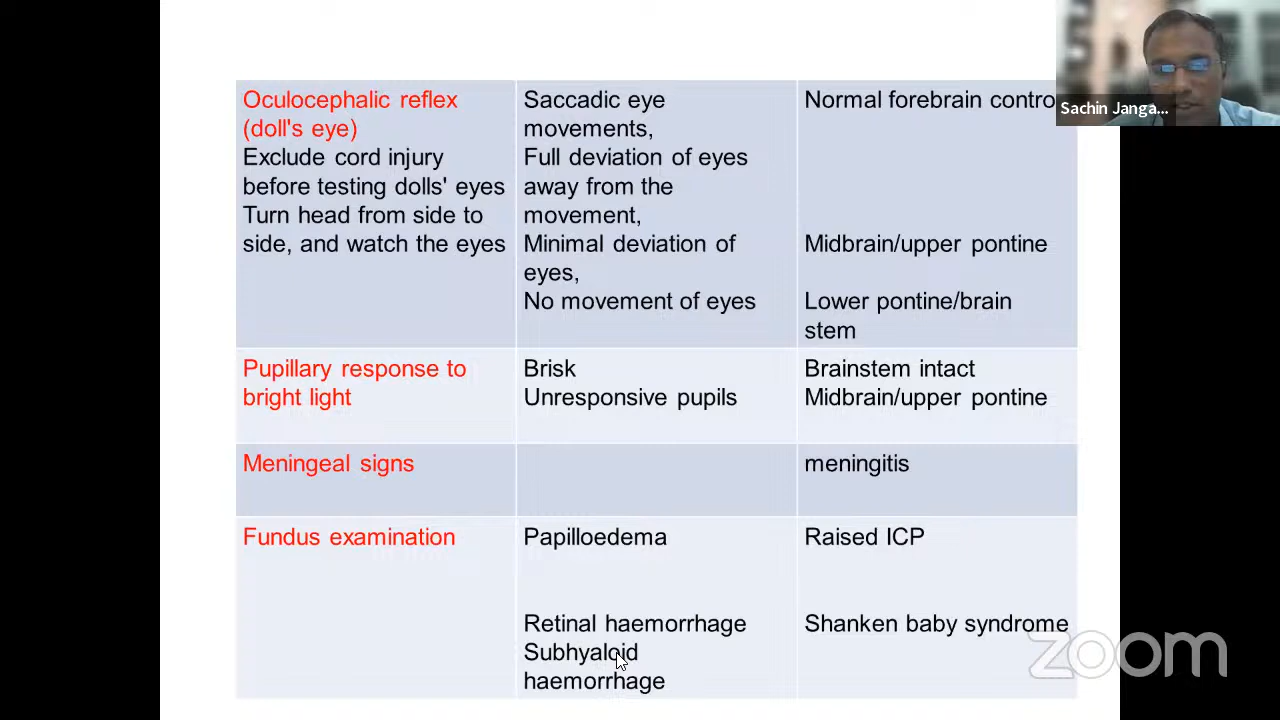 Oculocephalic reflex
(doll's eye)
Exclude cord injury
before testing dolls' eyes
Turn head from side to
side, and watch the eyes
Saccadic eye
movements,
Full deviation of eyes
away from the
movement,
Minimal deviation of
eyes,
No movement of eyes
Normal forebrain contro
Midbrain/upper pontine
Lower pontine/brain
stem
Pupillary response to
bright light
Brisk
Unresponsive pupils
Brainstem intact
Midbrain/upper pontine
Meningeal signs
meningitis
Fundus examination
Papilloedema
Retinal haemorrhage
Subhyaloid
haemorrhage
Raised ICP
Shanken baby syndrome
Sachin Janga...
zoom